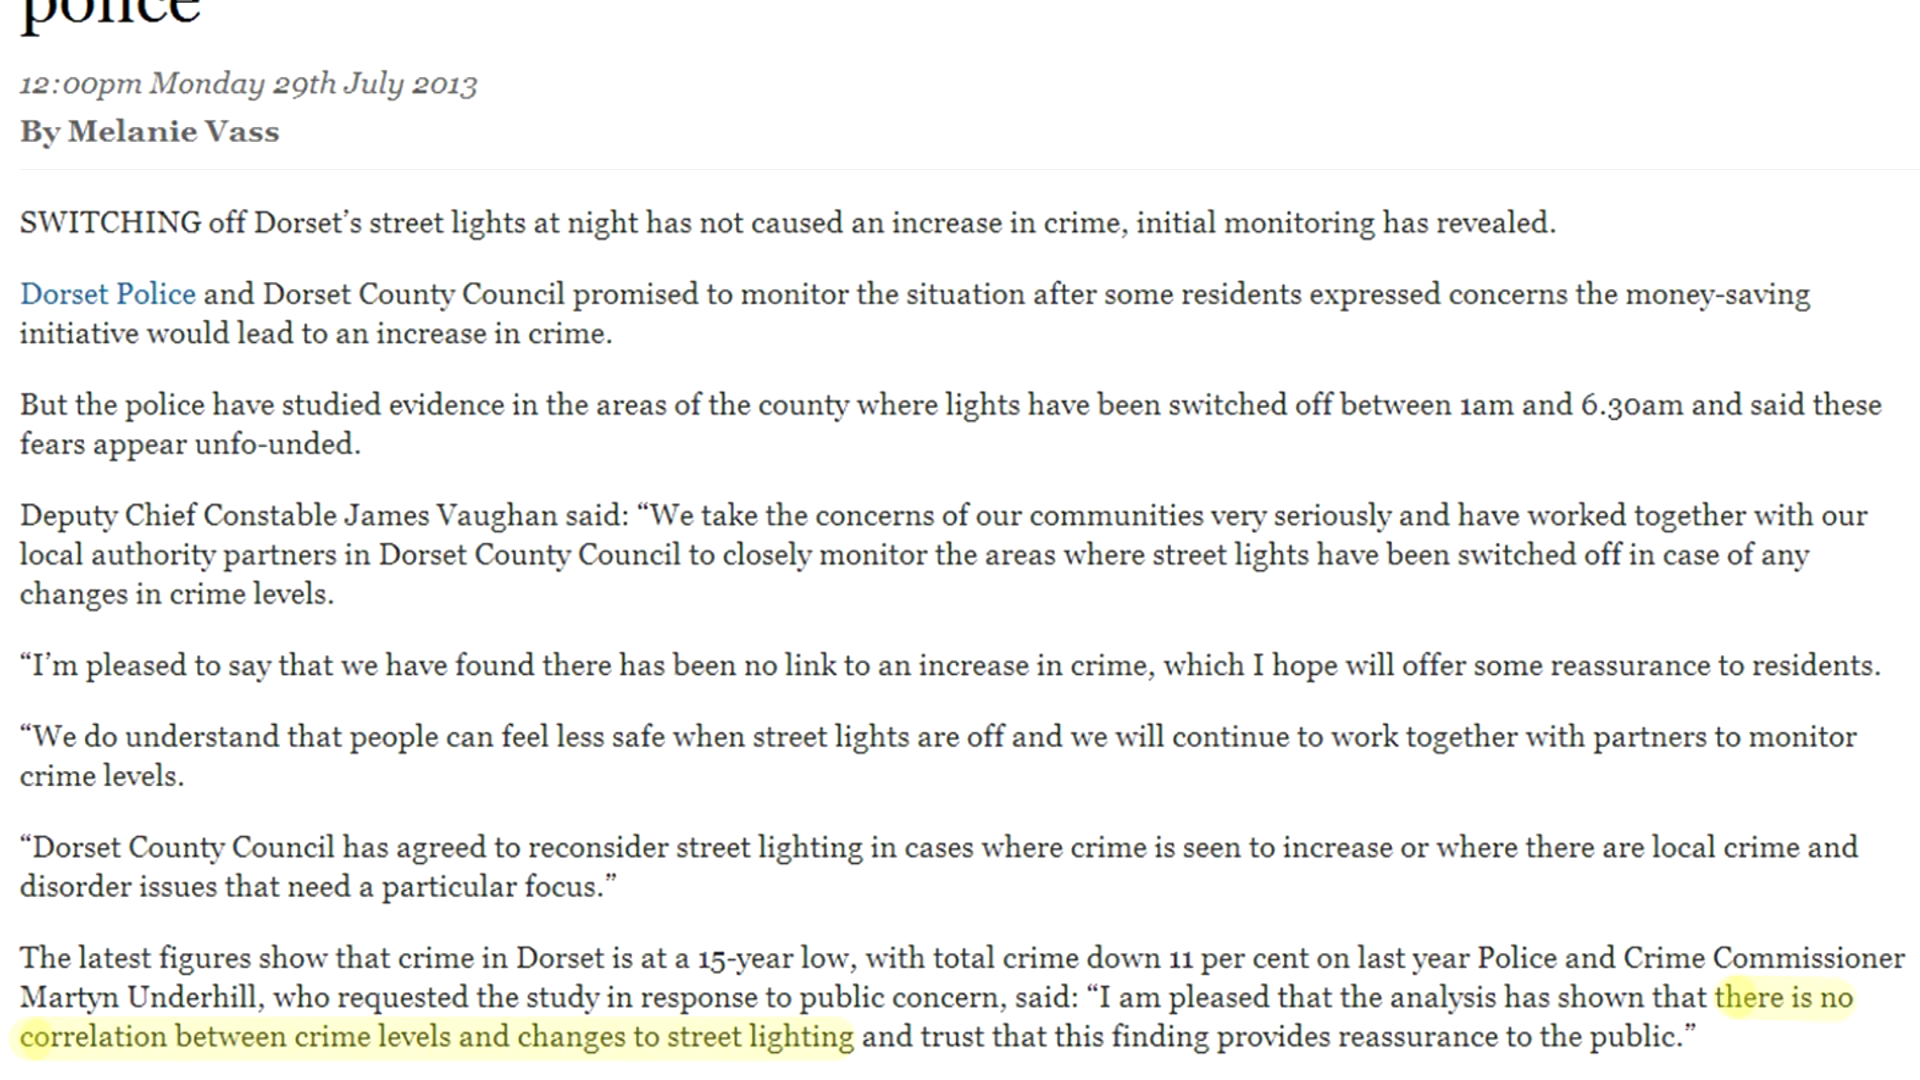 police
12:00pm Monday 29th July 2013
By Melanie Vass
SWITCHING off Dorset’s street lights at night has not caused an increase in crime, initial monitoring has revealed.
Dorset Police and Dorset County Council promised to monitor the situation after some residents expressed concerns the money-saving
initiative would lead to an increase in crime.
But the police have studied evidence in the areas of the county where lights have been switched off between 1am and 6.30am and said these
fears appear unfo-unded.
Deputy Chief Constable James Vaughan said: “We take the concerns of our communities very seriously and have worked together with our
local authority partners in Dorset County Council to closely monitor the areas where street lights have been switched off in case of any
changes in crime levels.
“I’m pleased to say that we have found there has been no link to an increase in crime, which I hope will offer some reassurance to residents.
“We do understand that people can feel less safe when street lights are off and we will continue to work together with partners to monitor
crime levels.
“Dorset County Council has agreed to reconsider street lighting in cases where crime is seen to increase or where there are local crime and
disorder issues that need a particular focus.”
The latest figures show that crime in Dorset is at a 15-year low, with total crime down 11 per cent on last year Police and Crime Commissioner
Martyn Underhill, who requested the study in response to public concern, said: “I am pleased that the analysis has shown that there is no
correlation between crime levels and changes to street lighting and trust that this finding provides reassurance to the public.”